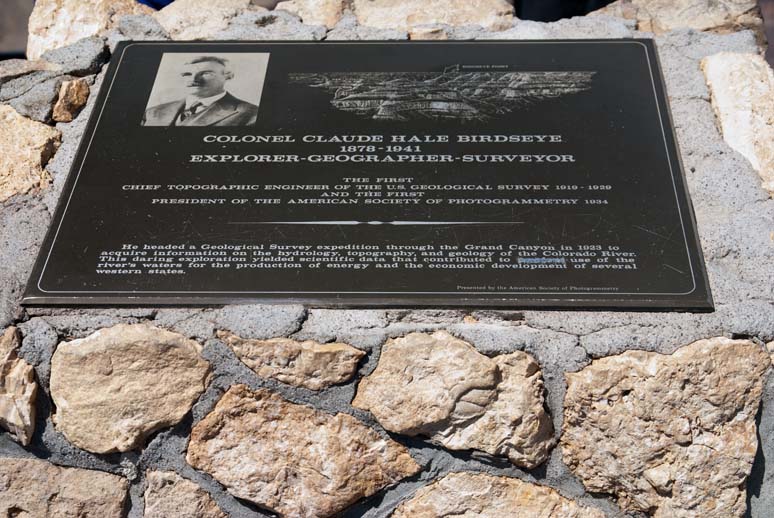 BIRDSEYE POINT
COLONEL CLAUDE HALE BIRDSEYE
1878-1941
EXPLORER-GEOGRAPHER-SURVEYOR
THE FIRST
CHIEF TOPOGRAPHIC ENGINEER OF THE U.S. GEOLOGICAL SURVEY 1919-1929
AND THE FIRST
PRESIDENT OF THE AMERICAN SOCIETY OF PHOTOGRAMMETRY 1934
He headed a Geological Survey expedition through the Grand Canyon in 1923 to
acquire information on the hydrology, topography, and geology of the Colorado River.
This daring exploration yielded scientific data that contributed to use of the
river's waters for the production of energy and the economic development of several
western states.
Presented by the American Society of Photogrammetry